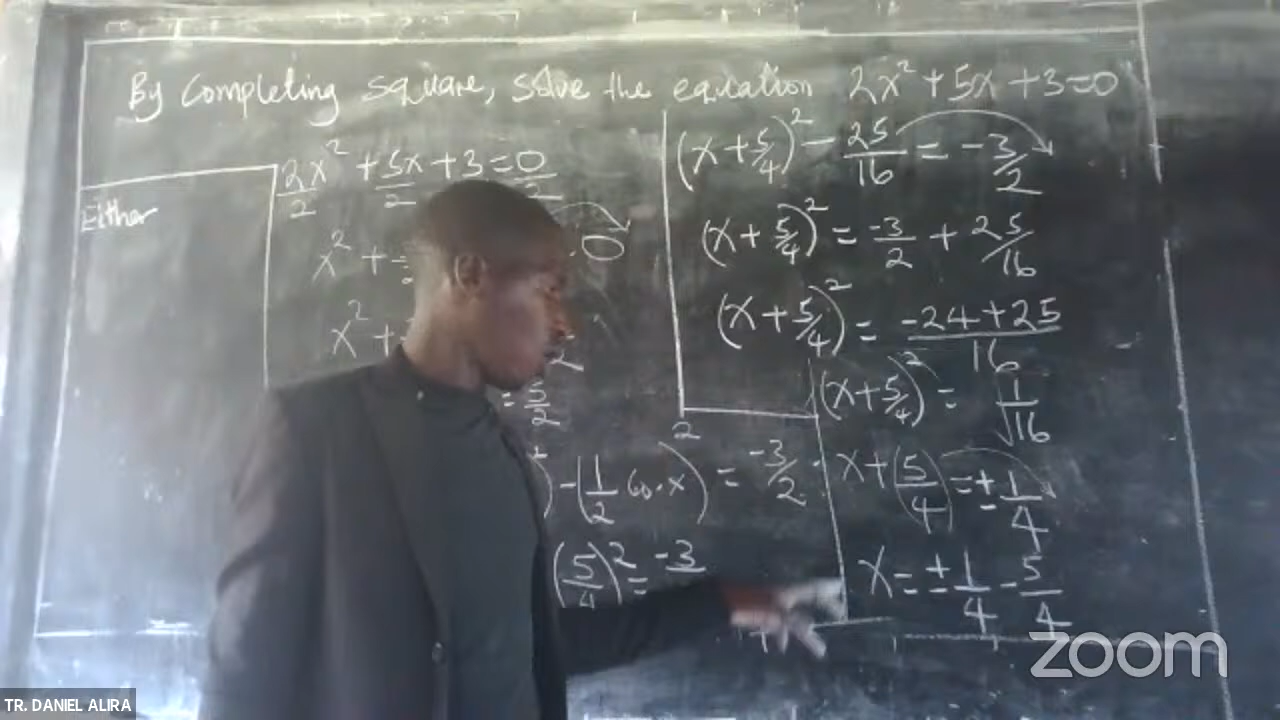 By Completing square, solve the equation 2x² + 5x + 3 = 0
Either
2x²/2 + 5x/2 + 3 = 0/2
x² +
0
x² +
2
= 5/2
) - (1/2 co. x)² = -3/2
(5/4)² = -3
(x + 5/4)² - 25/16 = -3/2
(x + 5/4)² = -3/2 + 25/16
(x + 5/4)² = (-24 + 25)/16
(x + 5/4)² = 1/√16
x + (5/4) = ± 1/4
x = ± 1/4 - 5/4
zoom
TR. DANIEL ALIRA